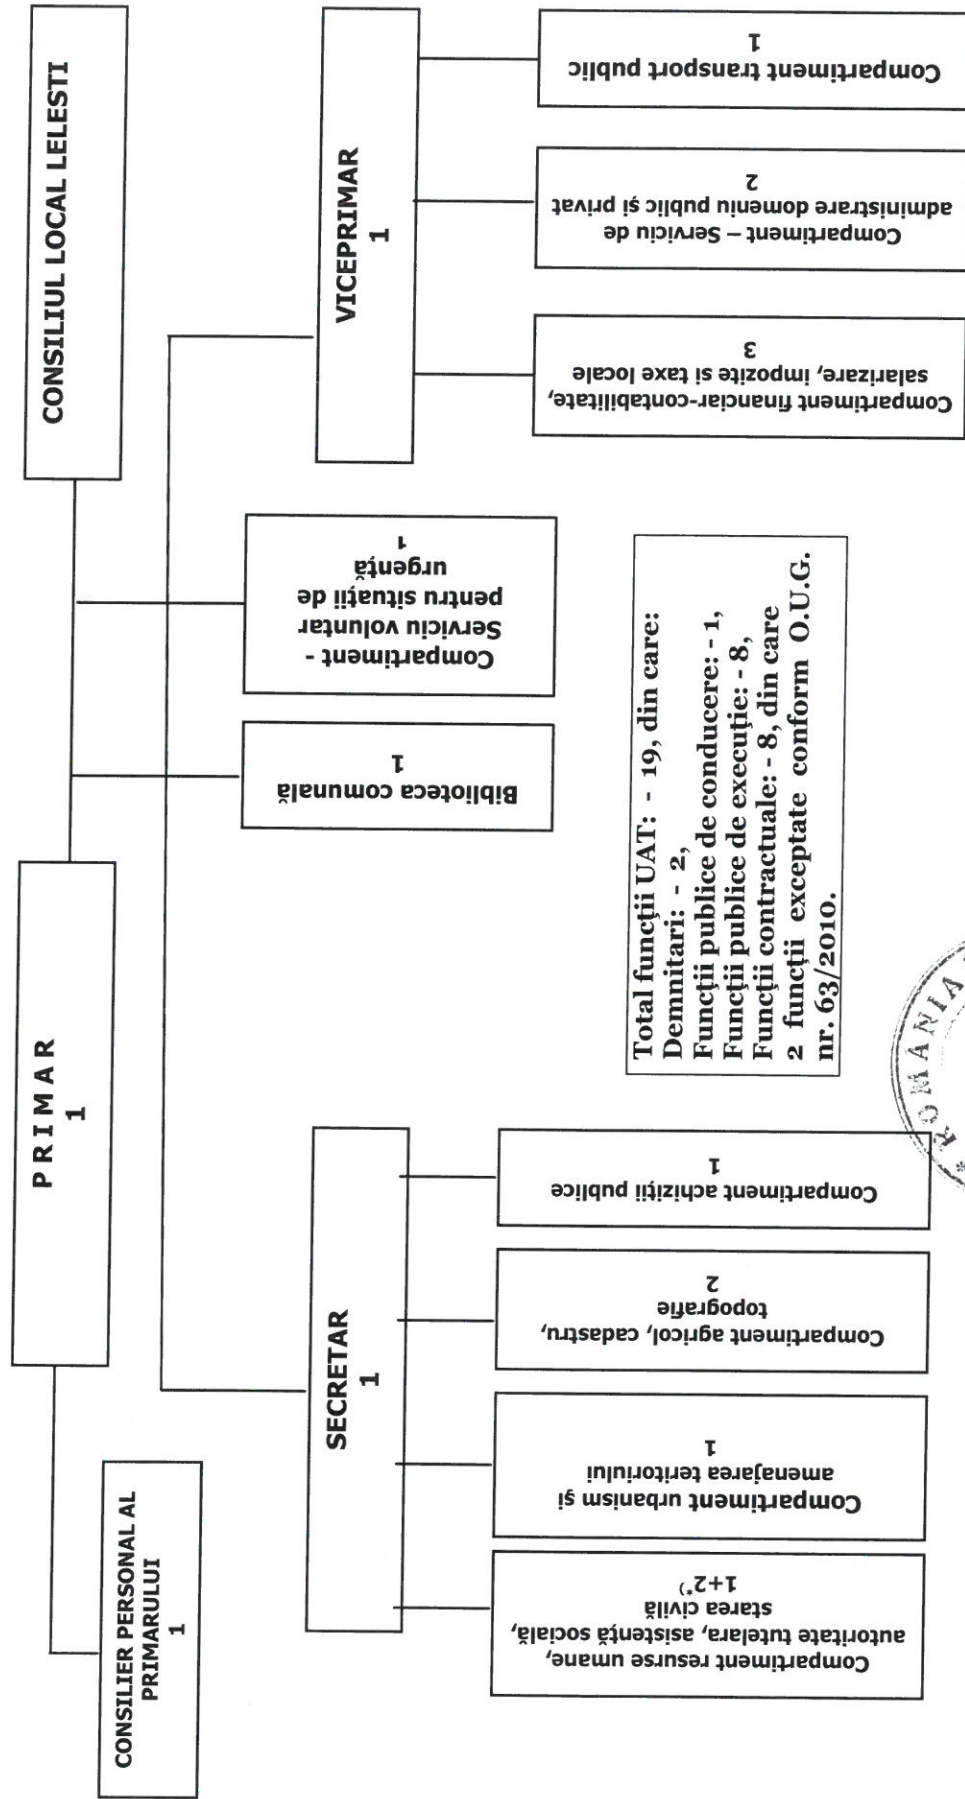 CONSILIUL LOCAL LELESTI
P R I M A R
1
CONSILIER PERSONAL AL
PRIMARULUI
1
Biblioteca comunală
1
Compartiment -
Serviciu voluntar
pentru situații de
urgență
1
SECRETAR
1
VICEPRIMAR
1
Compartiment resurse umane,
autoritate tutelara, asistență socială,
starea civilă
1+2*)
Compartiment urbanism și
amenajarea teritoriului
1
Compartiment agricol, cadastru,
topografie
2
Compartiment achiziții publice
1
Compartiment financiar-contabilitate,
salarizare, impozite si taxe locale
3
Compartiment – Serviciu de
administrare domeniu public și privat
2
Compartiment transport public
1
Total funcții UAT: - 19, din care:
Demnitari: - 2,
Funcții publice de conducere: - 1,
Funcții publice de execuție: - 8,
Funcții contractuale: - 8, din care
2 funcții exceptate conform O.U.G.
nr. 63/2010.
* ROMÂNIA